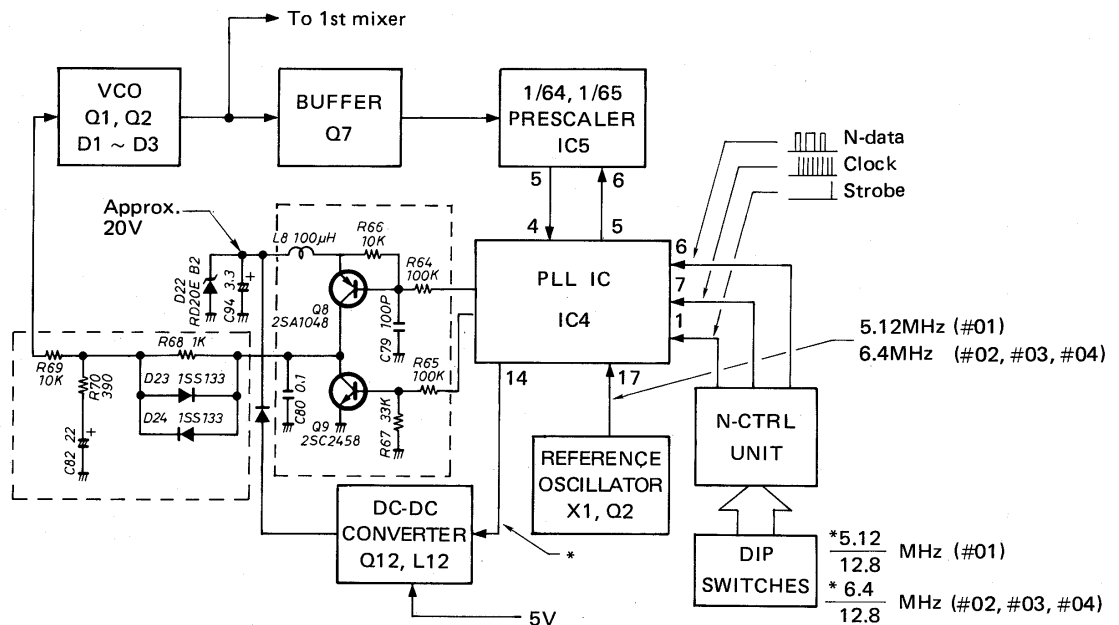 To 1st mixer
VCO
Q1, Q2
D1 ~ D3
BUFFER
Q7
1/64, 1/65
PRESCALER
IC5
N-data
Clock
Strobe
5
6
Approx.
20V
L8 100μH
R66
10K
R64
100K
4
5
PLL IC
IC4
6
7
1
D22
RD20E B2
C94 3.3
+
Q8
2SA1048
C79 100P
5.12MHz (#01)
6.4MHz (#02, #03, #04)
R68 1K
R69
10K
R70
390
D23 1SS133
D24 1SS133
C82 22
+
C80 0.1
R65
100K
Q9
2SC2458
R67 33K
14
17
N-CTRL
UNIT
REFERENCE
OSCILLATOR
X1, Q2
DC-DC
CONVERTER
Q12, L12
*
5V
DIP
SWITCHES
*5.12
12.8
MHz (#01)
* 6.4
12.8
MHz (#02, #03, #04)